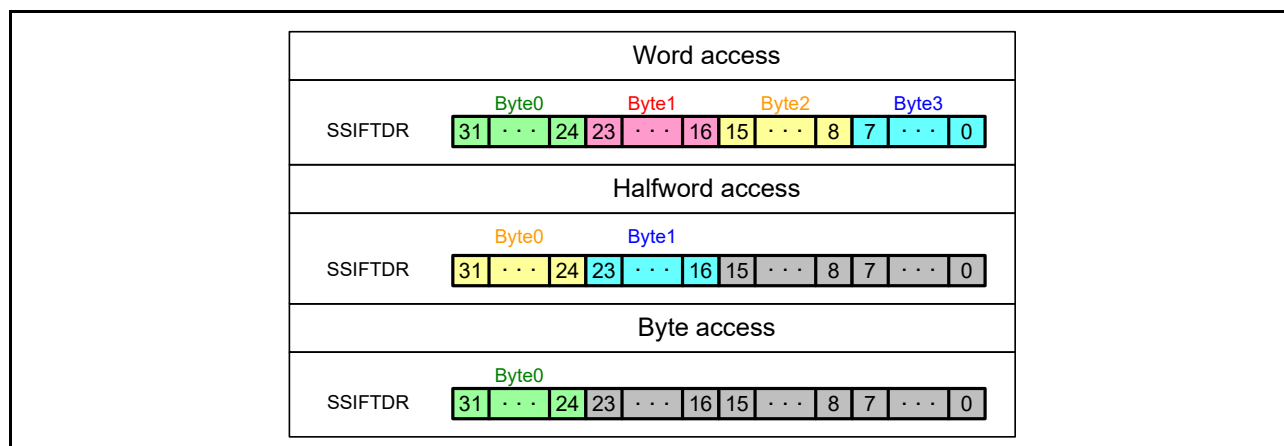 Word access
Byte0 Byte1 Byte2 Byte3
SSIFTDR 31 ··· 24 23 ··· 16 15 ··· 8 7 ··· 0
Halfword access
Byte0 Byte1
SSIFTDR 31 ··· 24 23 ··· 16 15 ··· 8 7 ··· 0
Byte access
Byte0
SSIFTDR 31 ··· 24 23 ··· 16 15 ··· 8 7 ··· 0